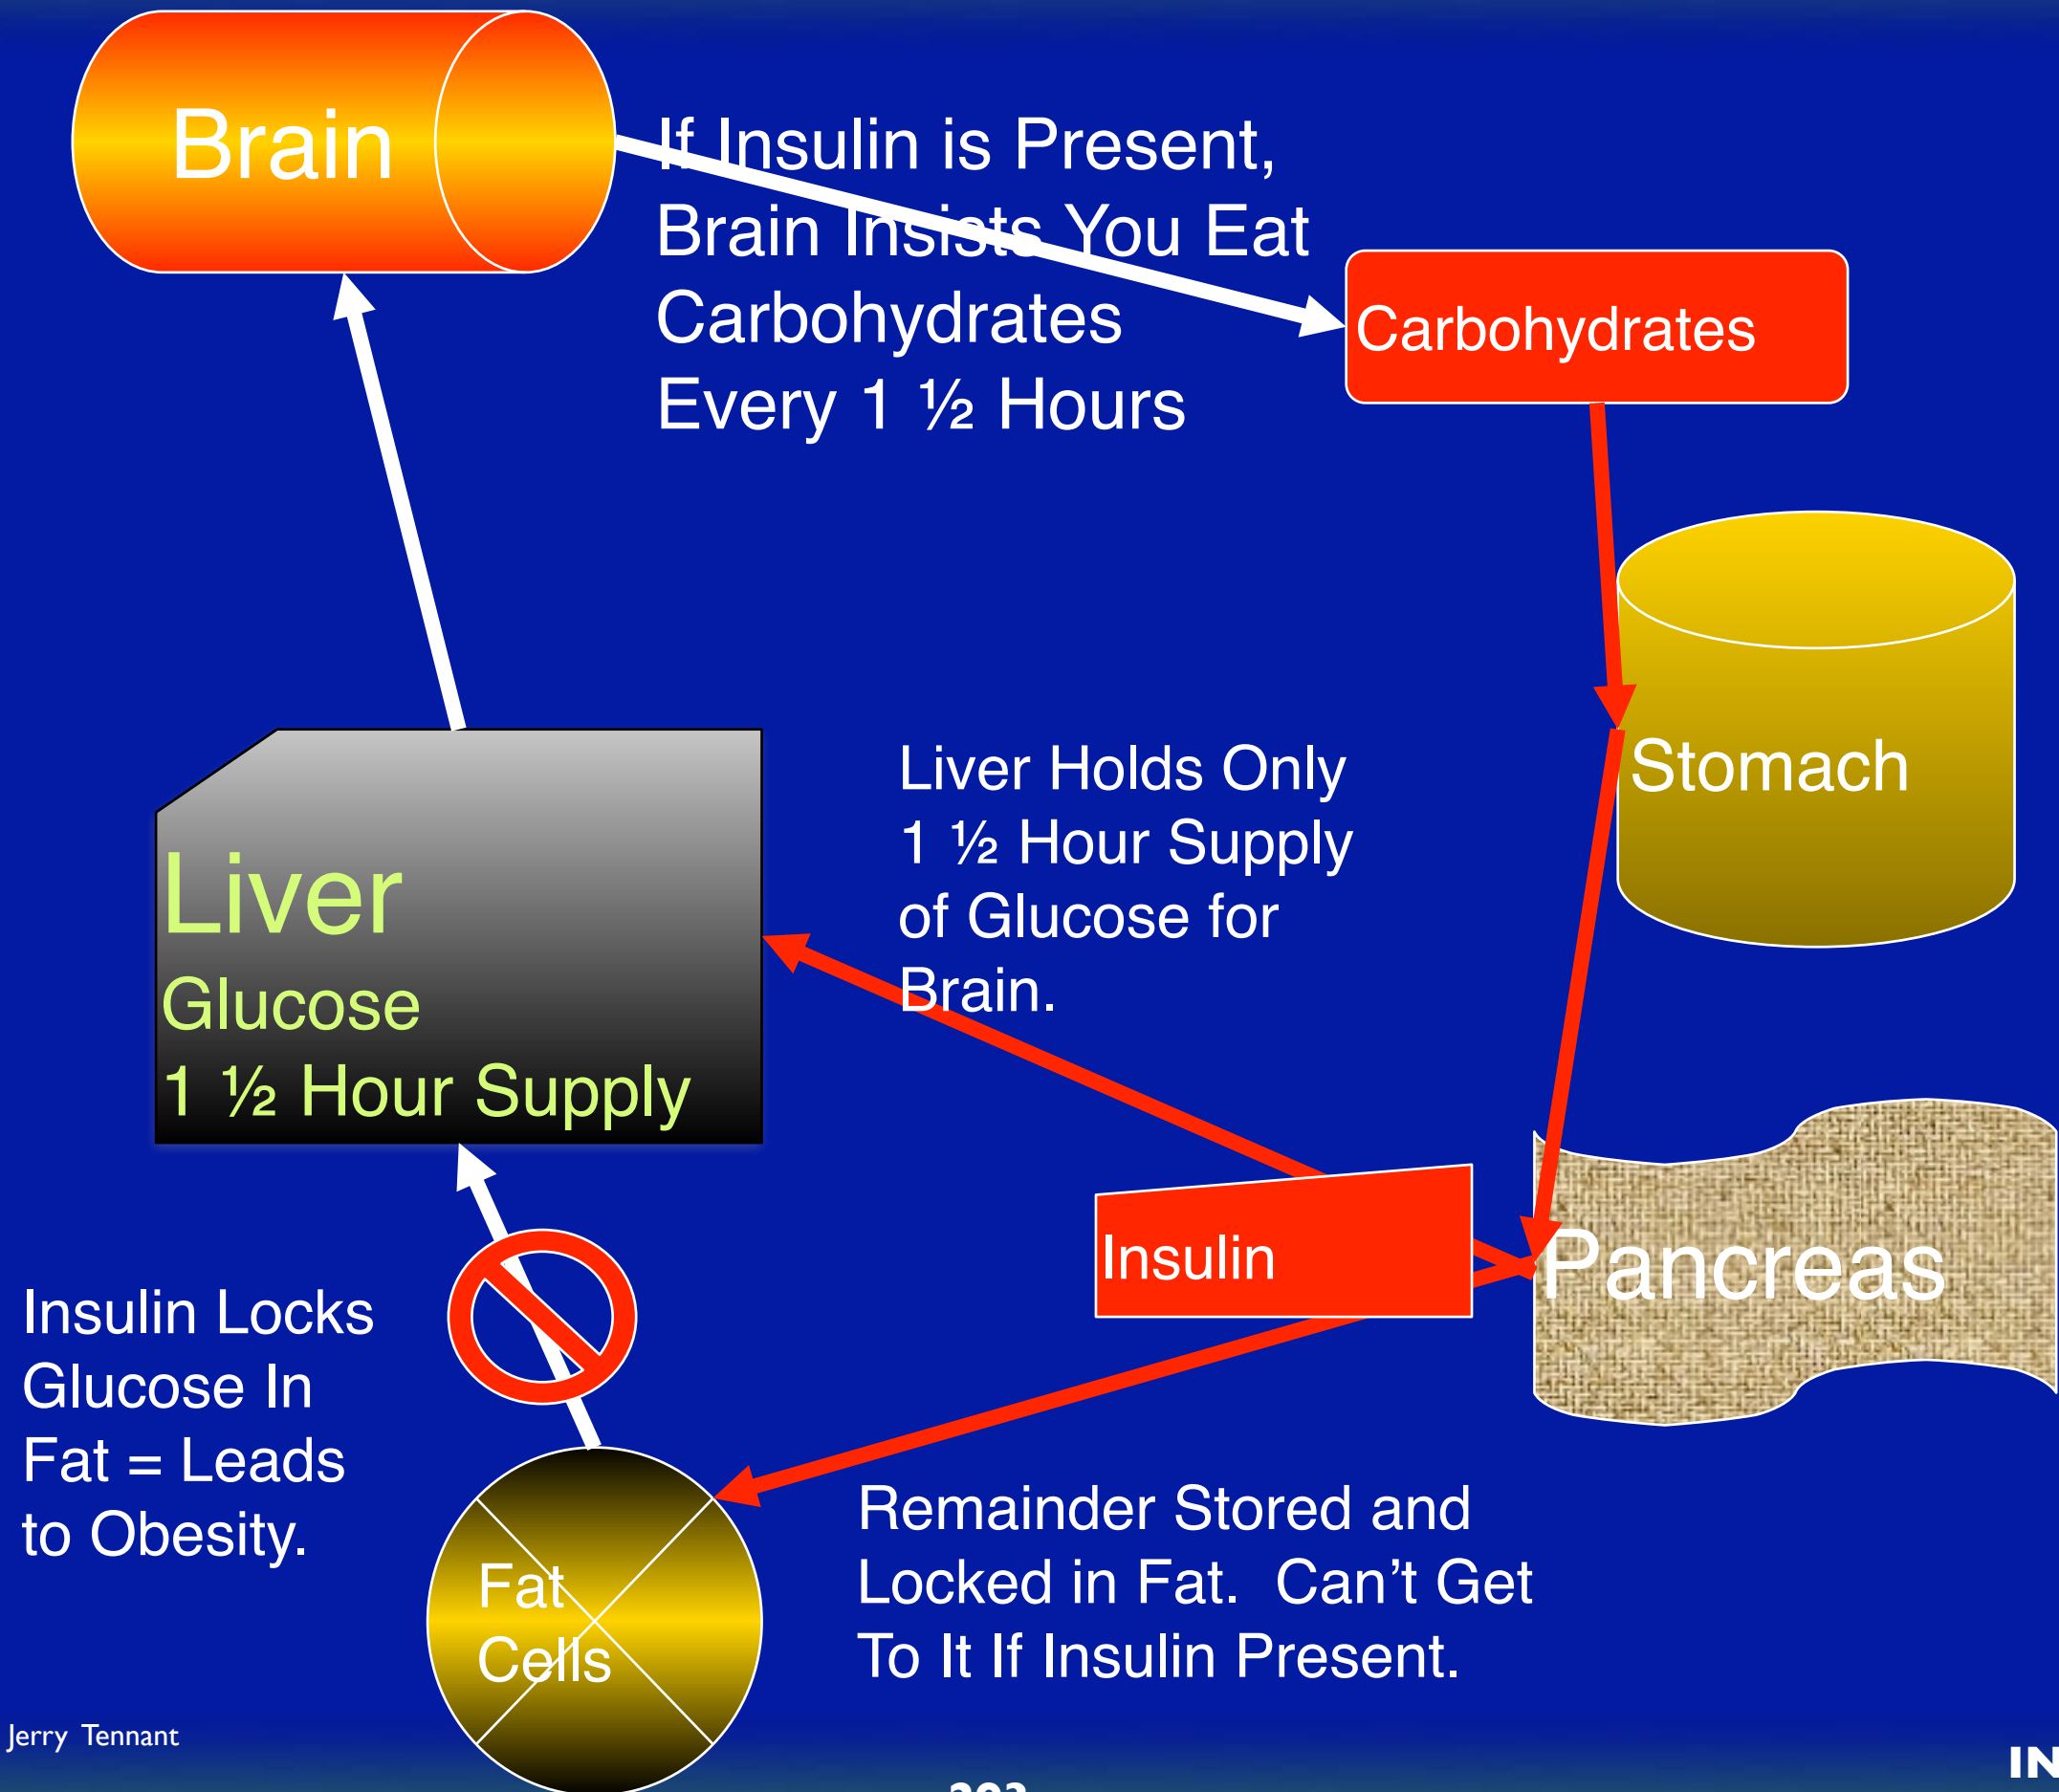 Brain
If Insulin is Present,
Brain Insists You Eat
Carbohydrates
Every 1 ½ Hours
Carbohydrates
Stomach
Liver Holds Only
1 ½ Hour Supply
of Glucose for
Brain.
Liver
Glucose
1 ½ Hour Supply
Insulin
Pancreas
Insulin Locks
Glucose In
Fat = Leads
to Obesity.
Fat
Cells
Remainder Stored and
Locked in Fat.  Can’t Get
To It If Insulin Present.
Jerry Tennant
IN